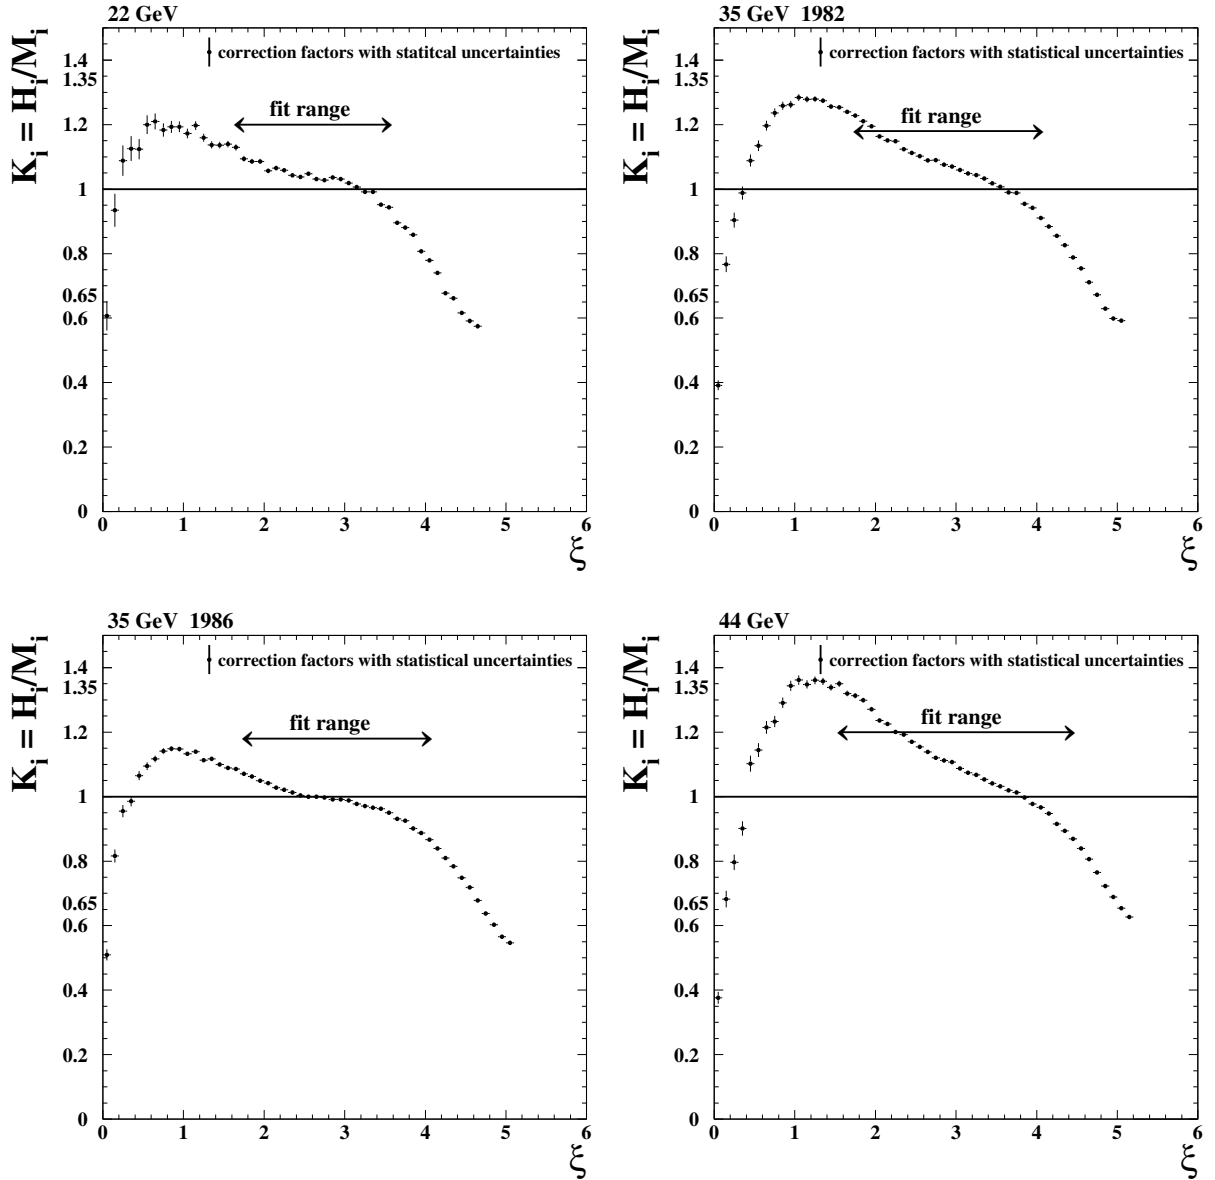 22 GeV
correction factors with statitcal uncertainties
fit range
K_i = H_i/M_i
1.4
1.35
1.2
1
0.8
0.65
0.6
0.4
0.2
0
0 1 2 3 4 5 6
ξ
35 GeV 1982
correction factors with statistical uncertainties
fit range
K_i = H_i/M_i
1.4
1.35
1.2
1
0.8
0.65
0.6
0.4
0.2
0
0 1 2 3 4 5 6
ξ
35 GeV 1986
correction factors with statistical uncertainties
fit range
K_i = H_i/M_i
1.4
1.35
1.2
1
0.8
0.65
0.6
0.4
0.2
0
0 1 2 3 4 5 6
ξ
44 GeV
correction factors with statistical uncertainties
fit range
K_i = H_i/M_i
1.4
1.35
1.2
1
0.8
0.65
0.6
0.4
0.2
0
0 1 2 3 4 5 6
ξ